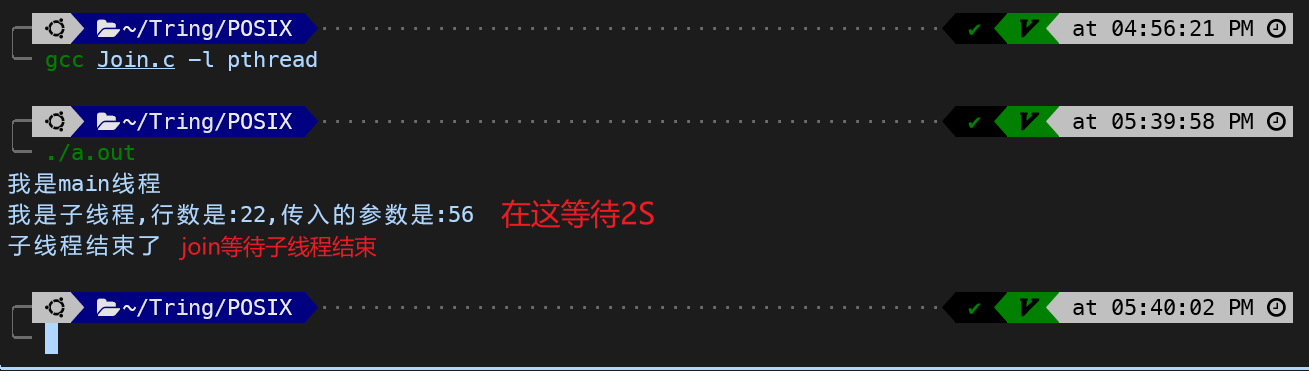 ~/Tring/POSIX ✔ V at 04:56:21 PM
gcc Join.c -l pthread
~/Tring/POSIX ✔ V at 05:39:58 PM
./a.out
我是main线程
我是子线程,行数是:22,传入的参数是:56 在这等待2S
子线程结束了 join等待子线程结束
~/Tring/POSIX ✔ V at 05:40:02 PM